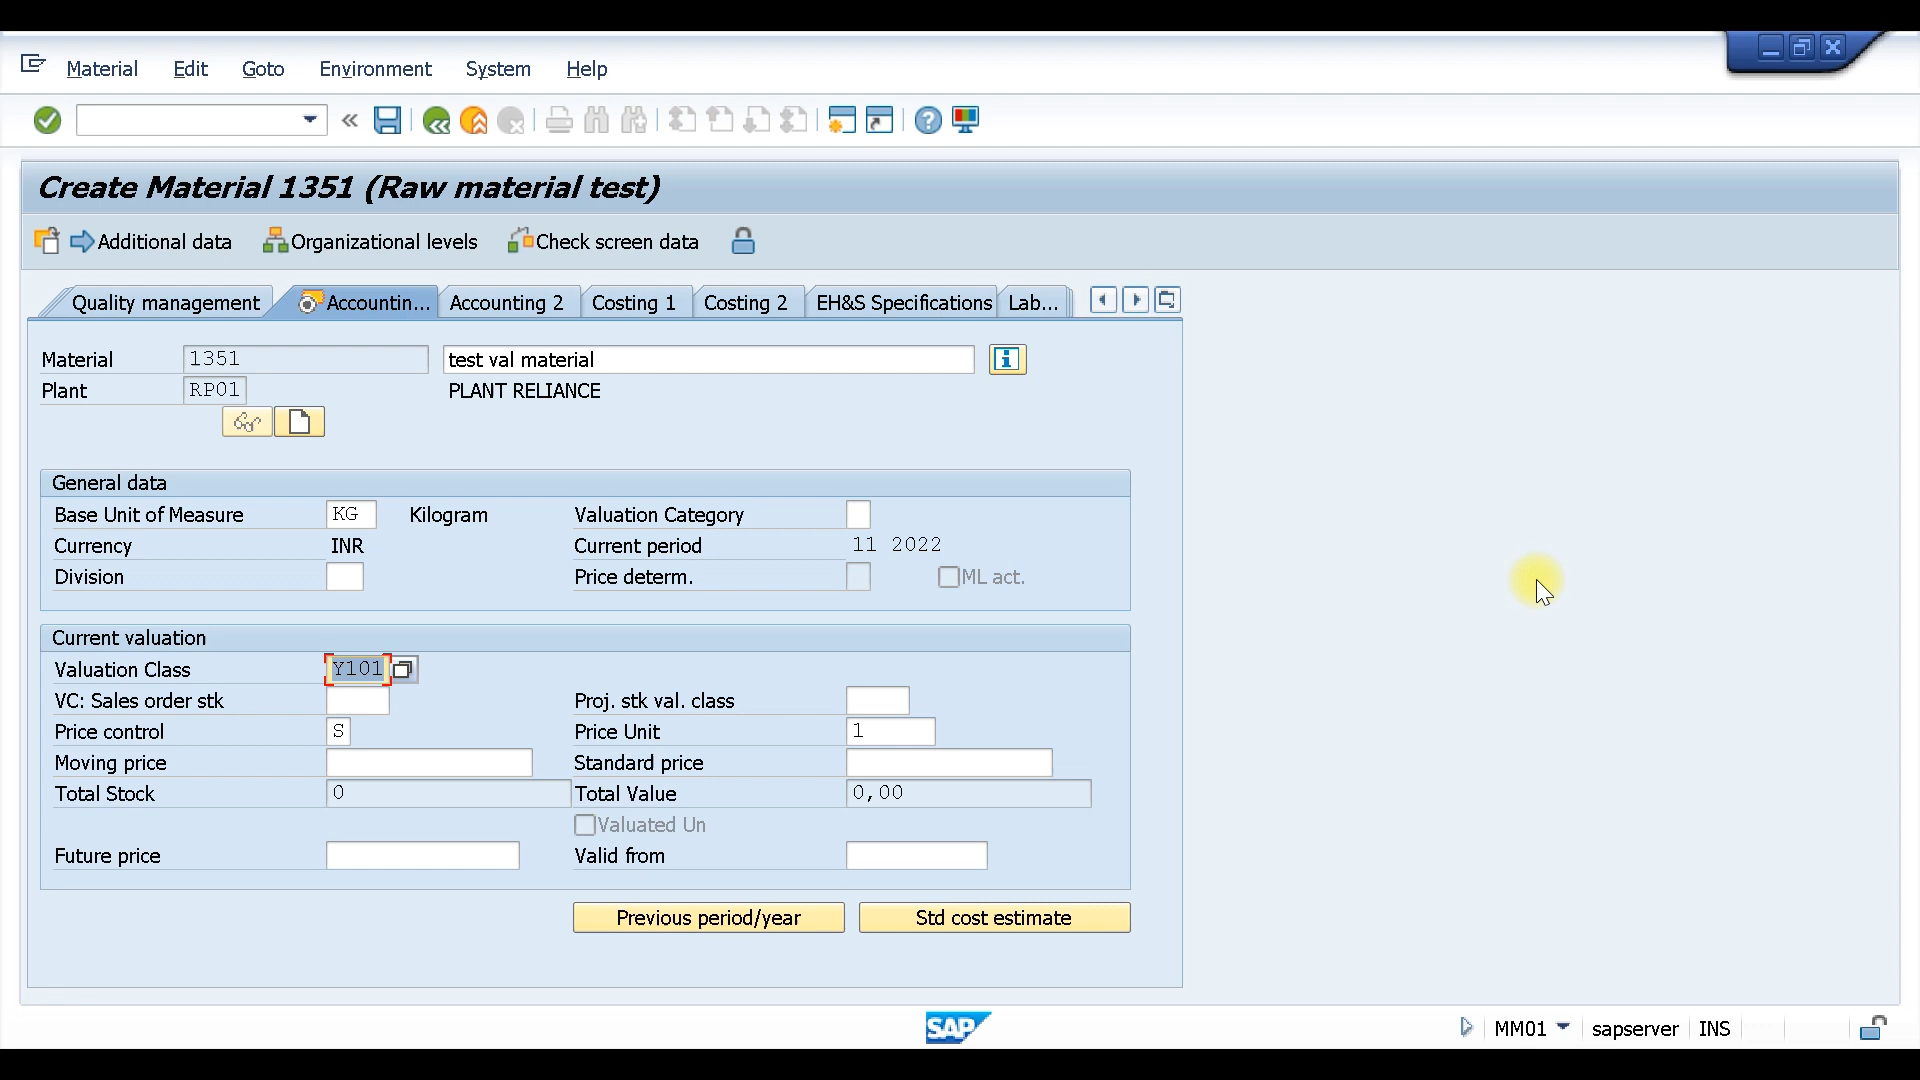 Material Edit Goto Environment System Help
Create Material 1351 (Raw material test)
Additional data Organizational levels Check screen data
Quality management Accountin... Accounting 2 Costing 1 Costing 2 EH&S Specifications Lab...
Material 1351 test val material
Plant RP01 PLANT RELIANCE
General data
Base Unit of Measure KG Kilogram Valuation Category
Currency INR Current period 11 2022
Division Price determ. ML act.
Current valuation
Valuation Class Y101
VC: Sales order stk Proj. stk val. class
Price control S Price Unit 1
Moving price Standard price
Total Stock 0 Total Value 0,00
Valuated Un
Future price Valid from
Previous period/year Std cost estimate
SAP MM01 sapserver INS